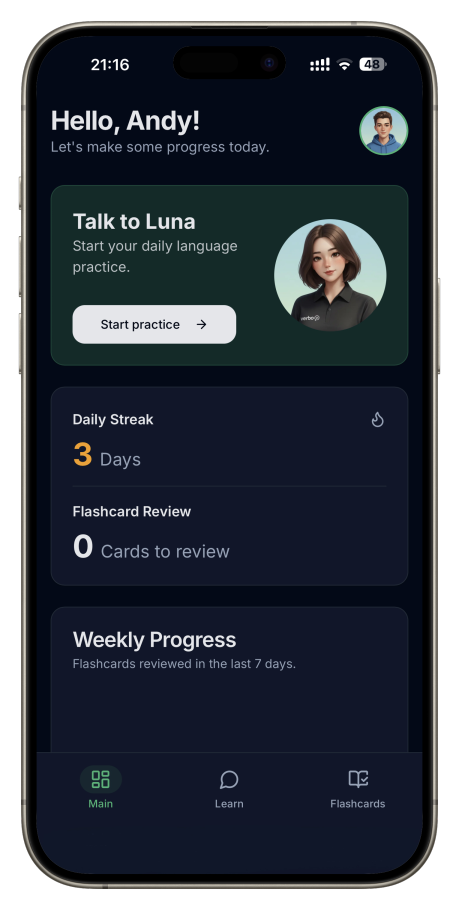 21:16
48
Hello, Andy!
Let's make some progress today.
Talk to Luna
Start your daily language
practice.
Start practice
Daily Streak
3 Days
Flashcard Review
0 Cards to review
Weekly Progress
Flashcards reviewed in the last 7 days.
Main
Learn
Flashcards